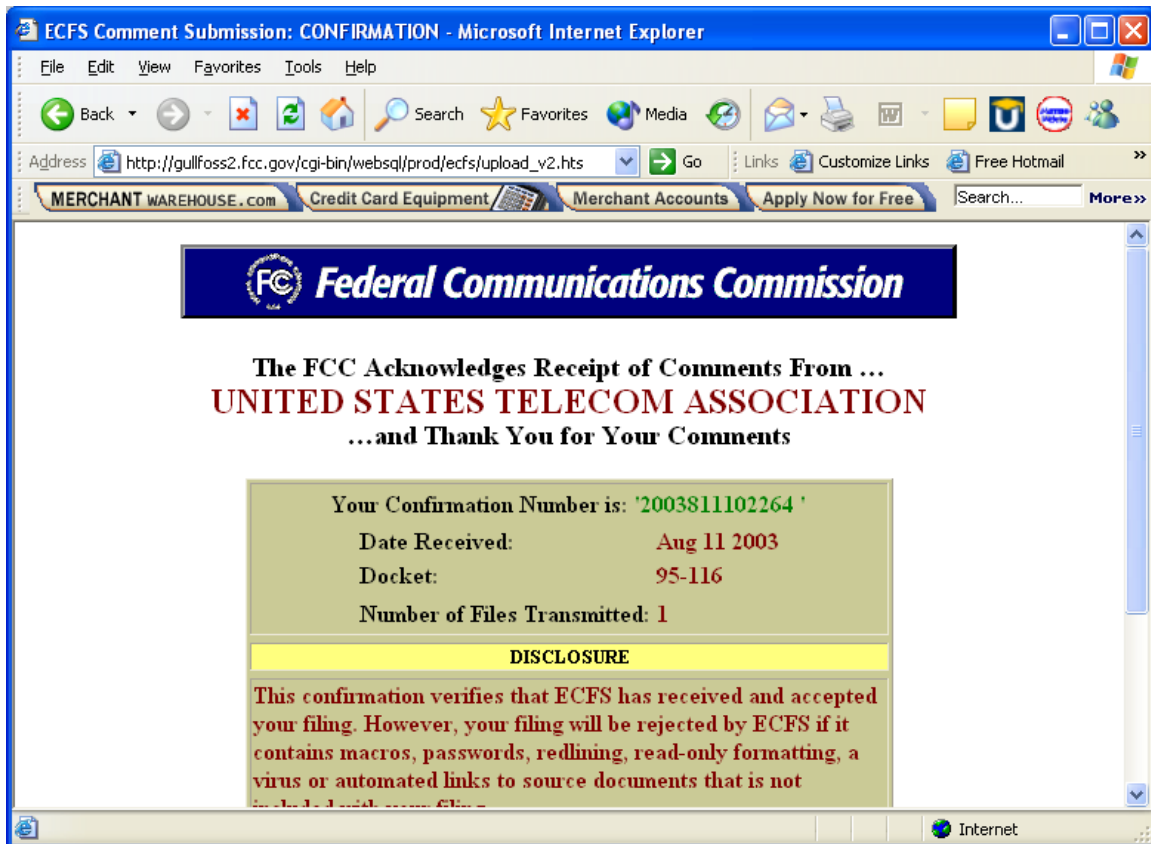 ECFS Comment Submission: CONFIRMATION - Microsoft Internet Explorer
File Edit View Favorites Tools Help
Back Search Favorites Media
Address http://gullfoss2.fcc.gov/cgi-bin/websql/prod/ecfs/upload_v2.hts Go Links Customize Links Free Hotmail »
MERCHANT WAREHOUSE.com Credit Card Equipment Merchant Accounts Apply Now for Free Search... More»
FCC Federal Communications Commission
The FCC Acknowledges Receipt of Comments From …
UNITED STATES TELECOM ASSOCIATION
…and Thank You for Your Comments
Your Confirmation Number is: '2003811102264 '
Date Received: Aug 11 2003
Docket: 95-116
Number of Files Transmitted: 1
DISCLOSURE
This confirmation verifies that ECFS has received and accepted
your filing. However, your filing will be rejected by ECFS if it
contains macros, passwords, redlining, read-only formatting, a
virus or automated links to source documents that is not
included with your filing.
Internet